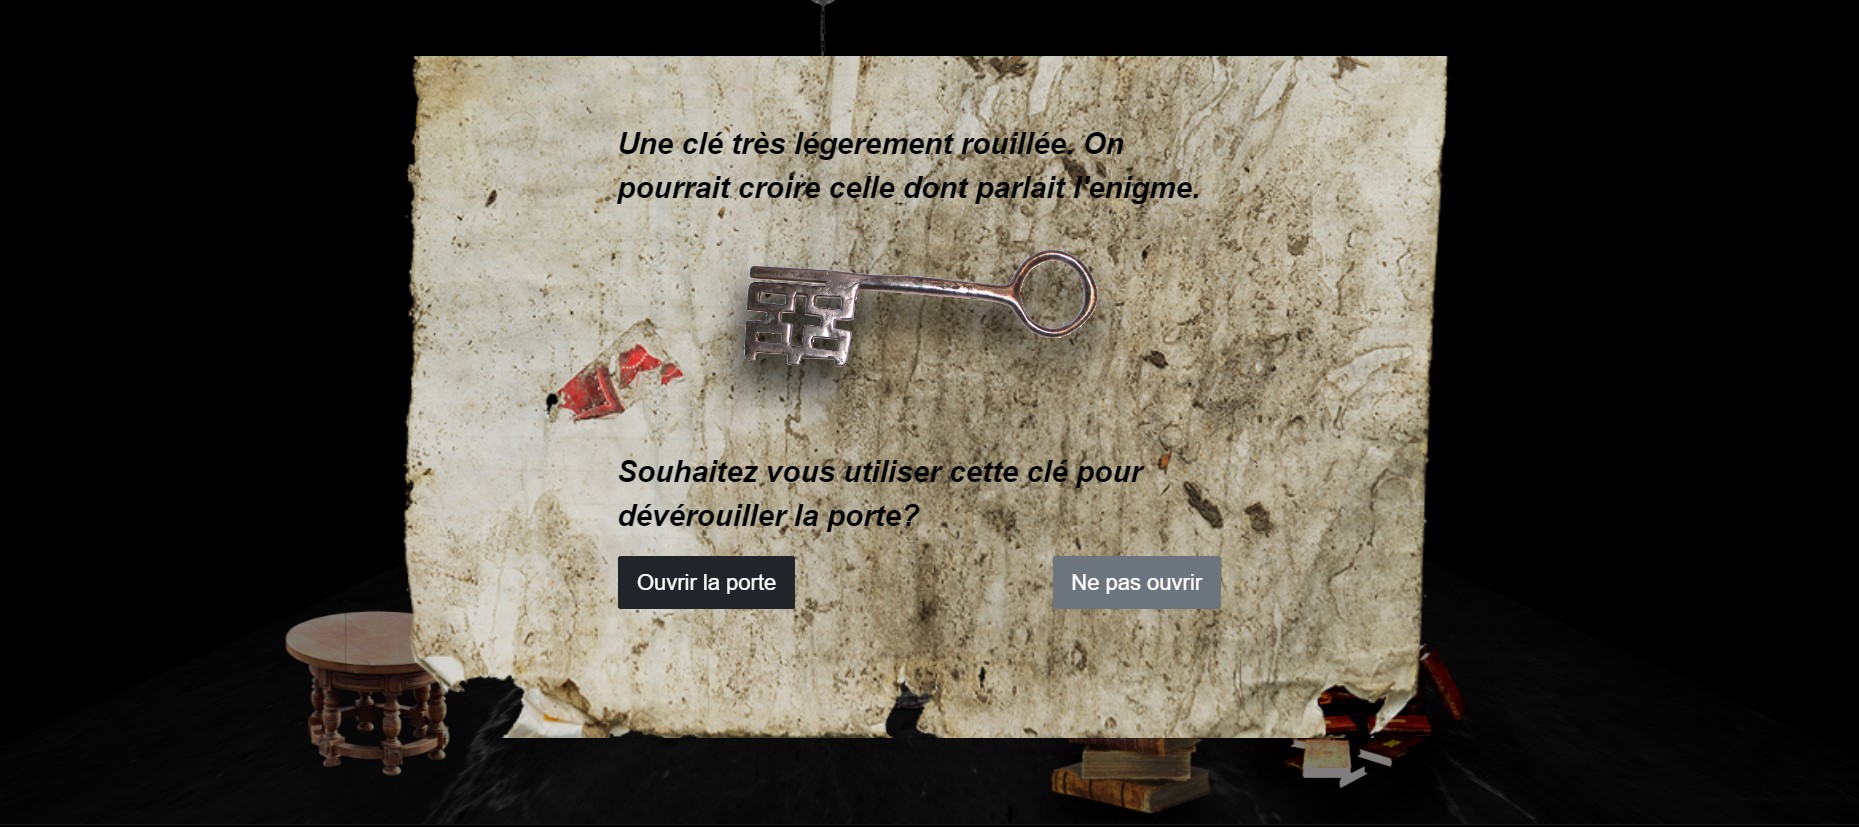 Une clé très légerement rouillée. On
pourrait croire celle dont parlait l'enigme.
Souhaitez vous utiliser cette clé pour
dévérouiller la porte?
Ouvrir la porte
Ne pas ouvrir